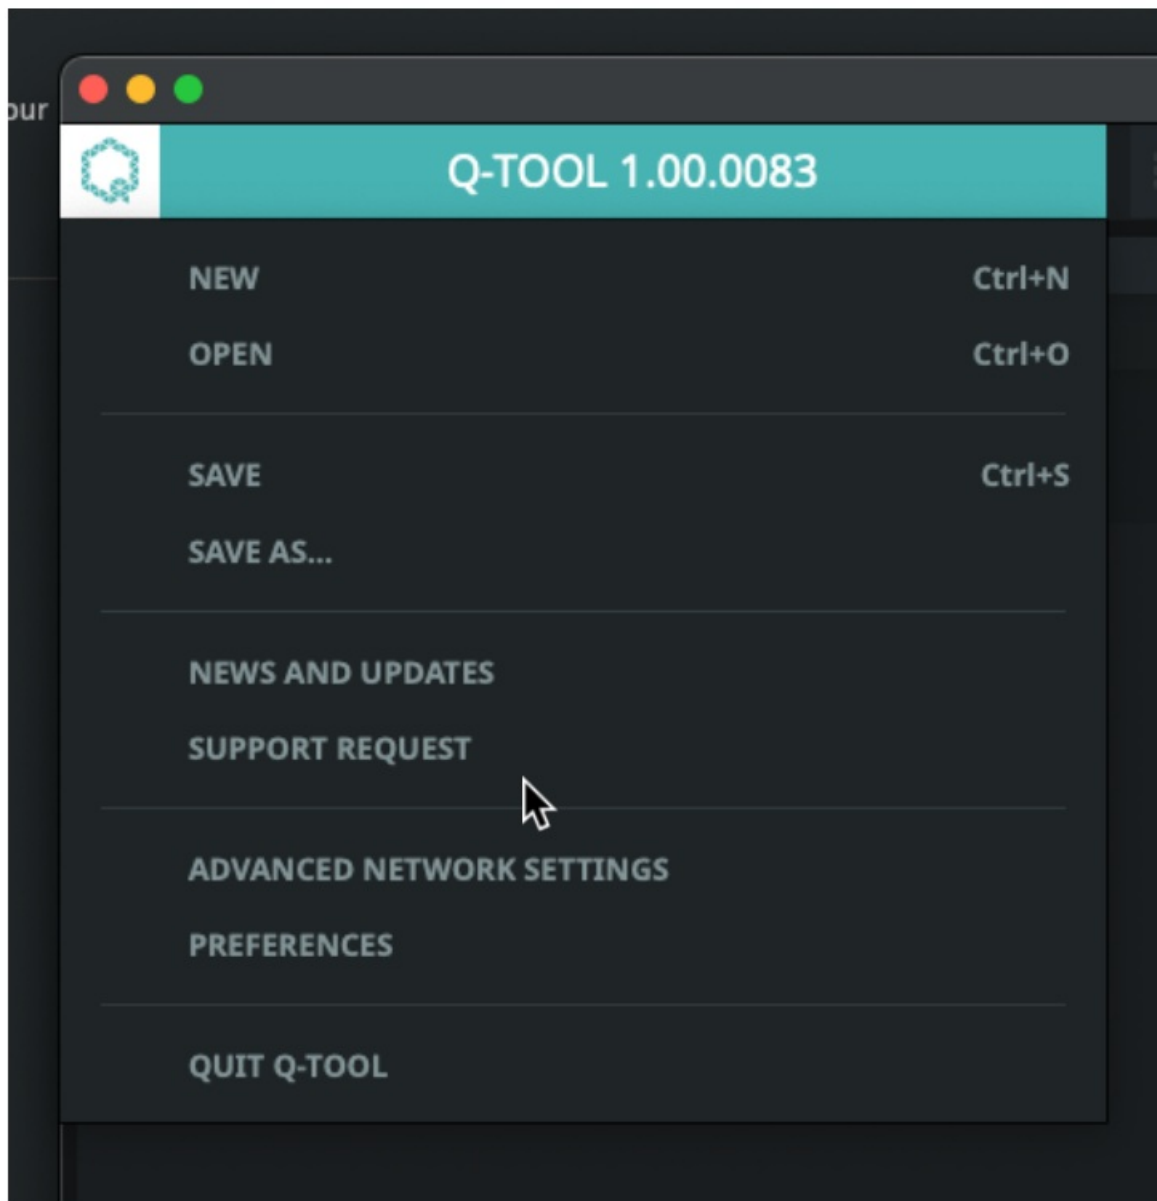 our
Q-TOOL 1.00.0083
NEW Ctrl+N
OPEN Ctrl+O
SAVE Ctrl+S
SAVE AS...
NEWS AND UPDATES
SUPPORT REQUEST
ADVANCED NETWORK SETTINGS
PREFERENCES
QUIT Q-TOOL